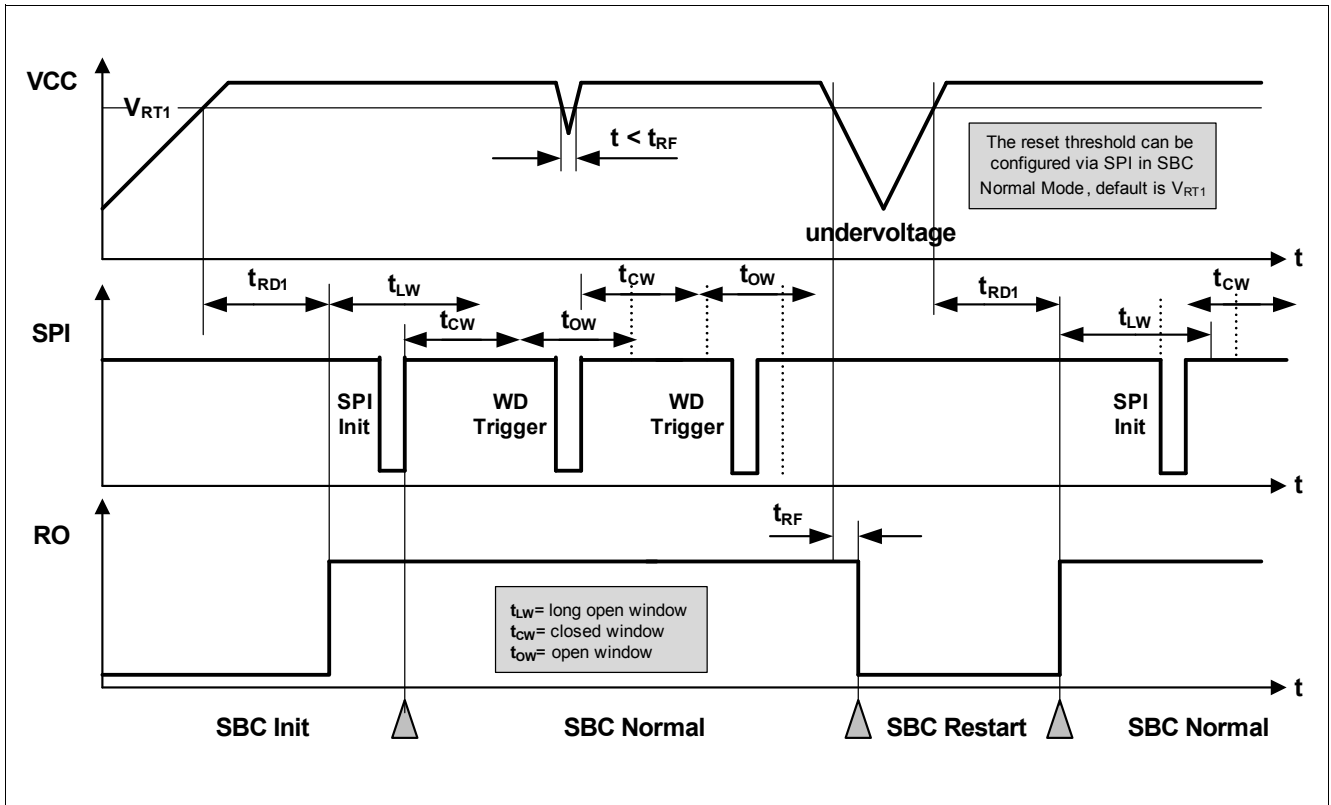 VCC
VRT1
t < tRF
The reset threshold can be
configured via SPI in SBC
Normal Mode, default is VRT1
undervoltage
t
tRD1
tLW
tCW
tOW
tCW
tOW
tRD1
tLW
tCW
SPI
SPI
Init
WD
Trigger
WD
Trigger
SPI
Init
t
RO
tRF
tLW= long open window
tCW= closed window
tOW= open window
t
SBC Init
SBC Normal
SBC Restart
SBC Normal